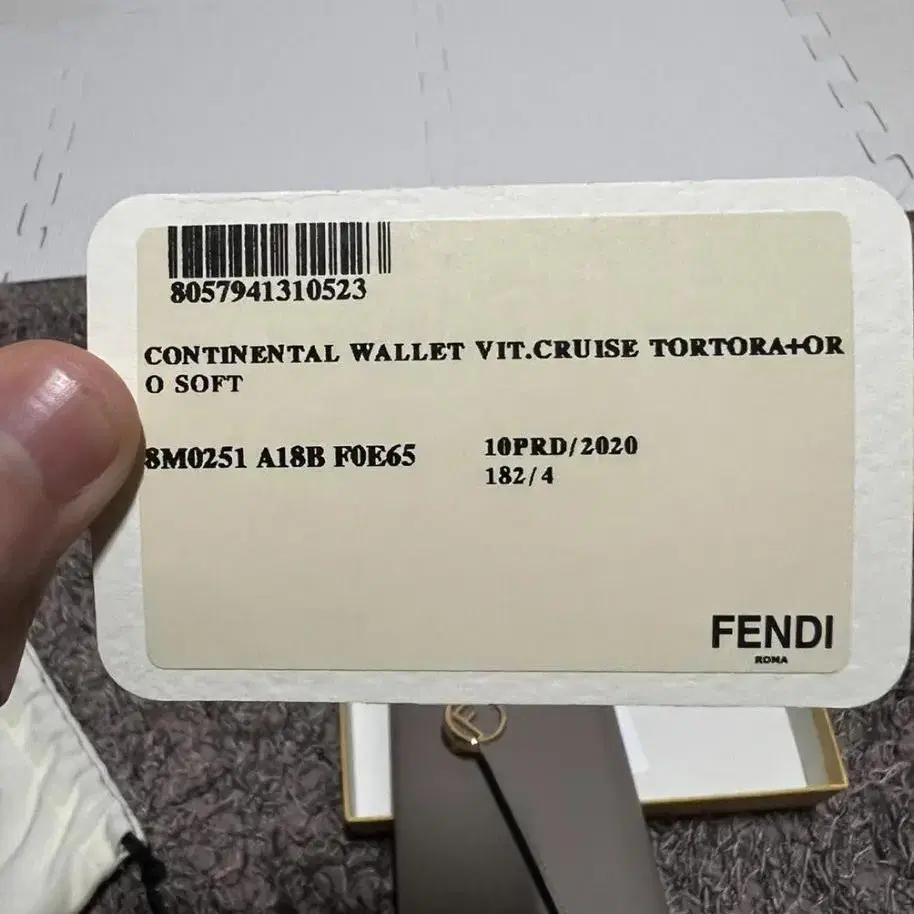 8057941310523
CONTINENTAL WALLET VIT.CRUISE TORTORA+OR
O SOFT
8M0251 A18B F0E65
10PRD/2020
182/4
FENDI
ROMA